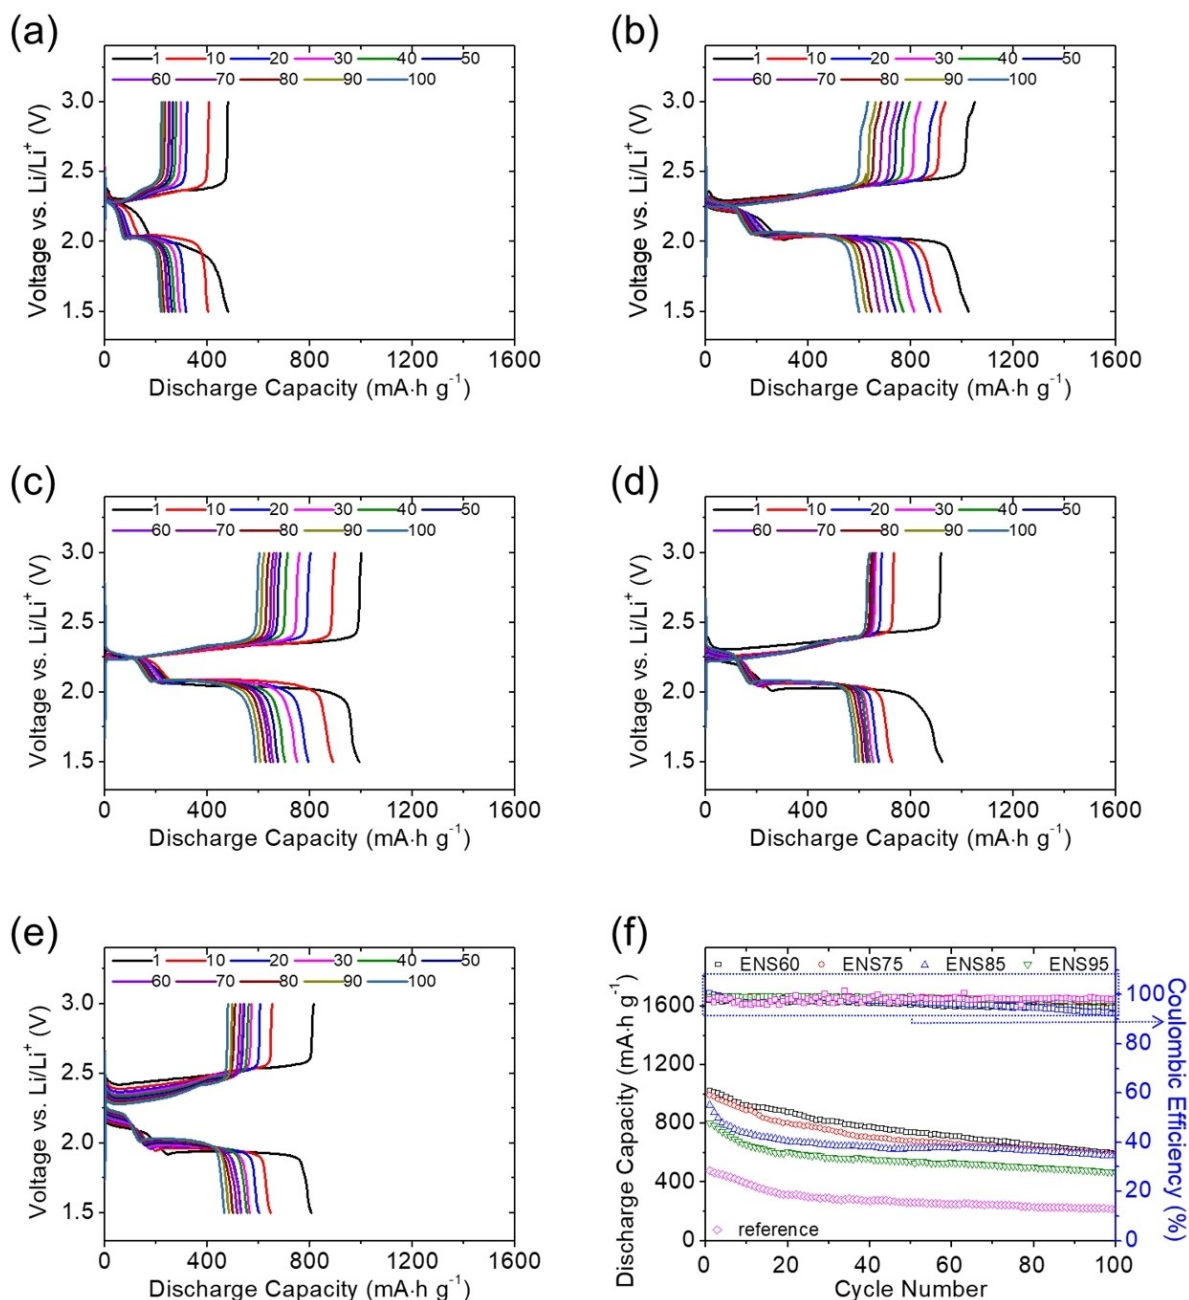 (a)
1 10 20 30 40 50
60 70 80 90 100
3.0
2.5
2.0
1.5
0 400 800 1200 1600
Voltage vs. Li/Li⁺ (V)
Discharge Capacity (mA·h g⁻¹)
(b)
1 10 20 30 40 50
60 70 80 90 100
3.0
2.5
2.0
1.5
0 400 800 1200 1600
Voltage vs. Li/Li⁺ (V)
Discharge Capacity (mA·h g⁻¹)
(c)
1 10 20 30 40 50
60 70 80 90 100
3.0
2.5
2.0
1.5
0 400 800 1200 1600
Voltage vs. Li/Li⁺ (V)
Discharge Capacity (mA·h g⁻¹)
(d)
1 10 20 30 40 50
60 70 80 90 100
3.0
2.5
2.0
1.5
0 400 800 1200 1600
Voltage vs. Li/Li⁺ (V)
Discharge Capacity (mA·h g⁻¹)
(e)
1 10 20 30 40 50
60 70 80 90 100
3.0
2.5
2.0
1.5
0 400 800 1200 1600
Voltage vs. Li/Li⁺ (V)
Discharge Capacity (mA·h g⁻¹)
(f)
ENS60 ENS75 ENS85 ENS95
reference
1600
1200
800
400
0
0 20 40 60 80 100
100
80
60
40
20
0
Discharge Capacity (mA·h g⁻¹)
Cycle Number
Coulombic Efficiency (%)